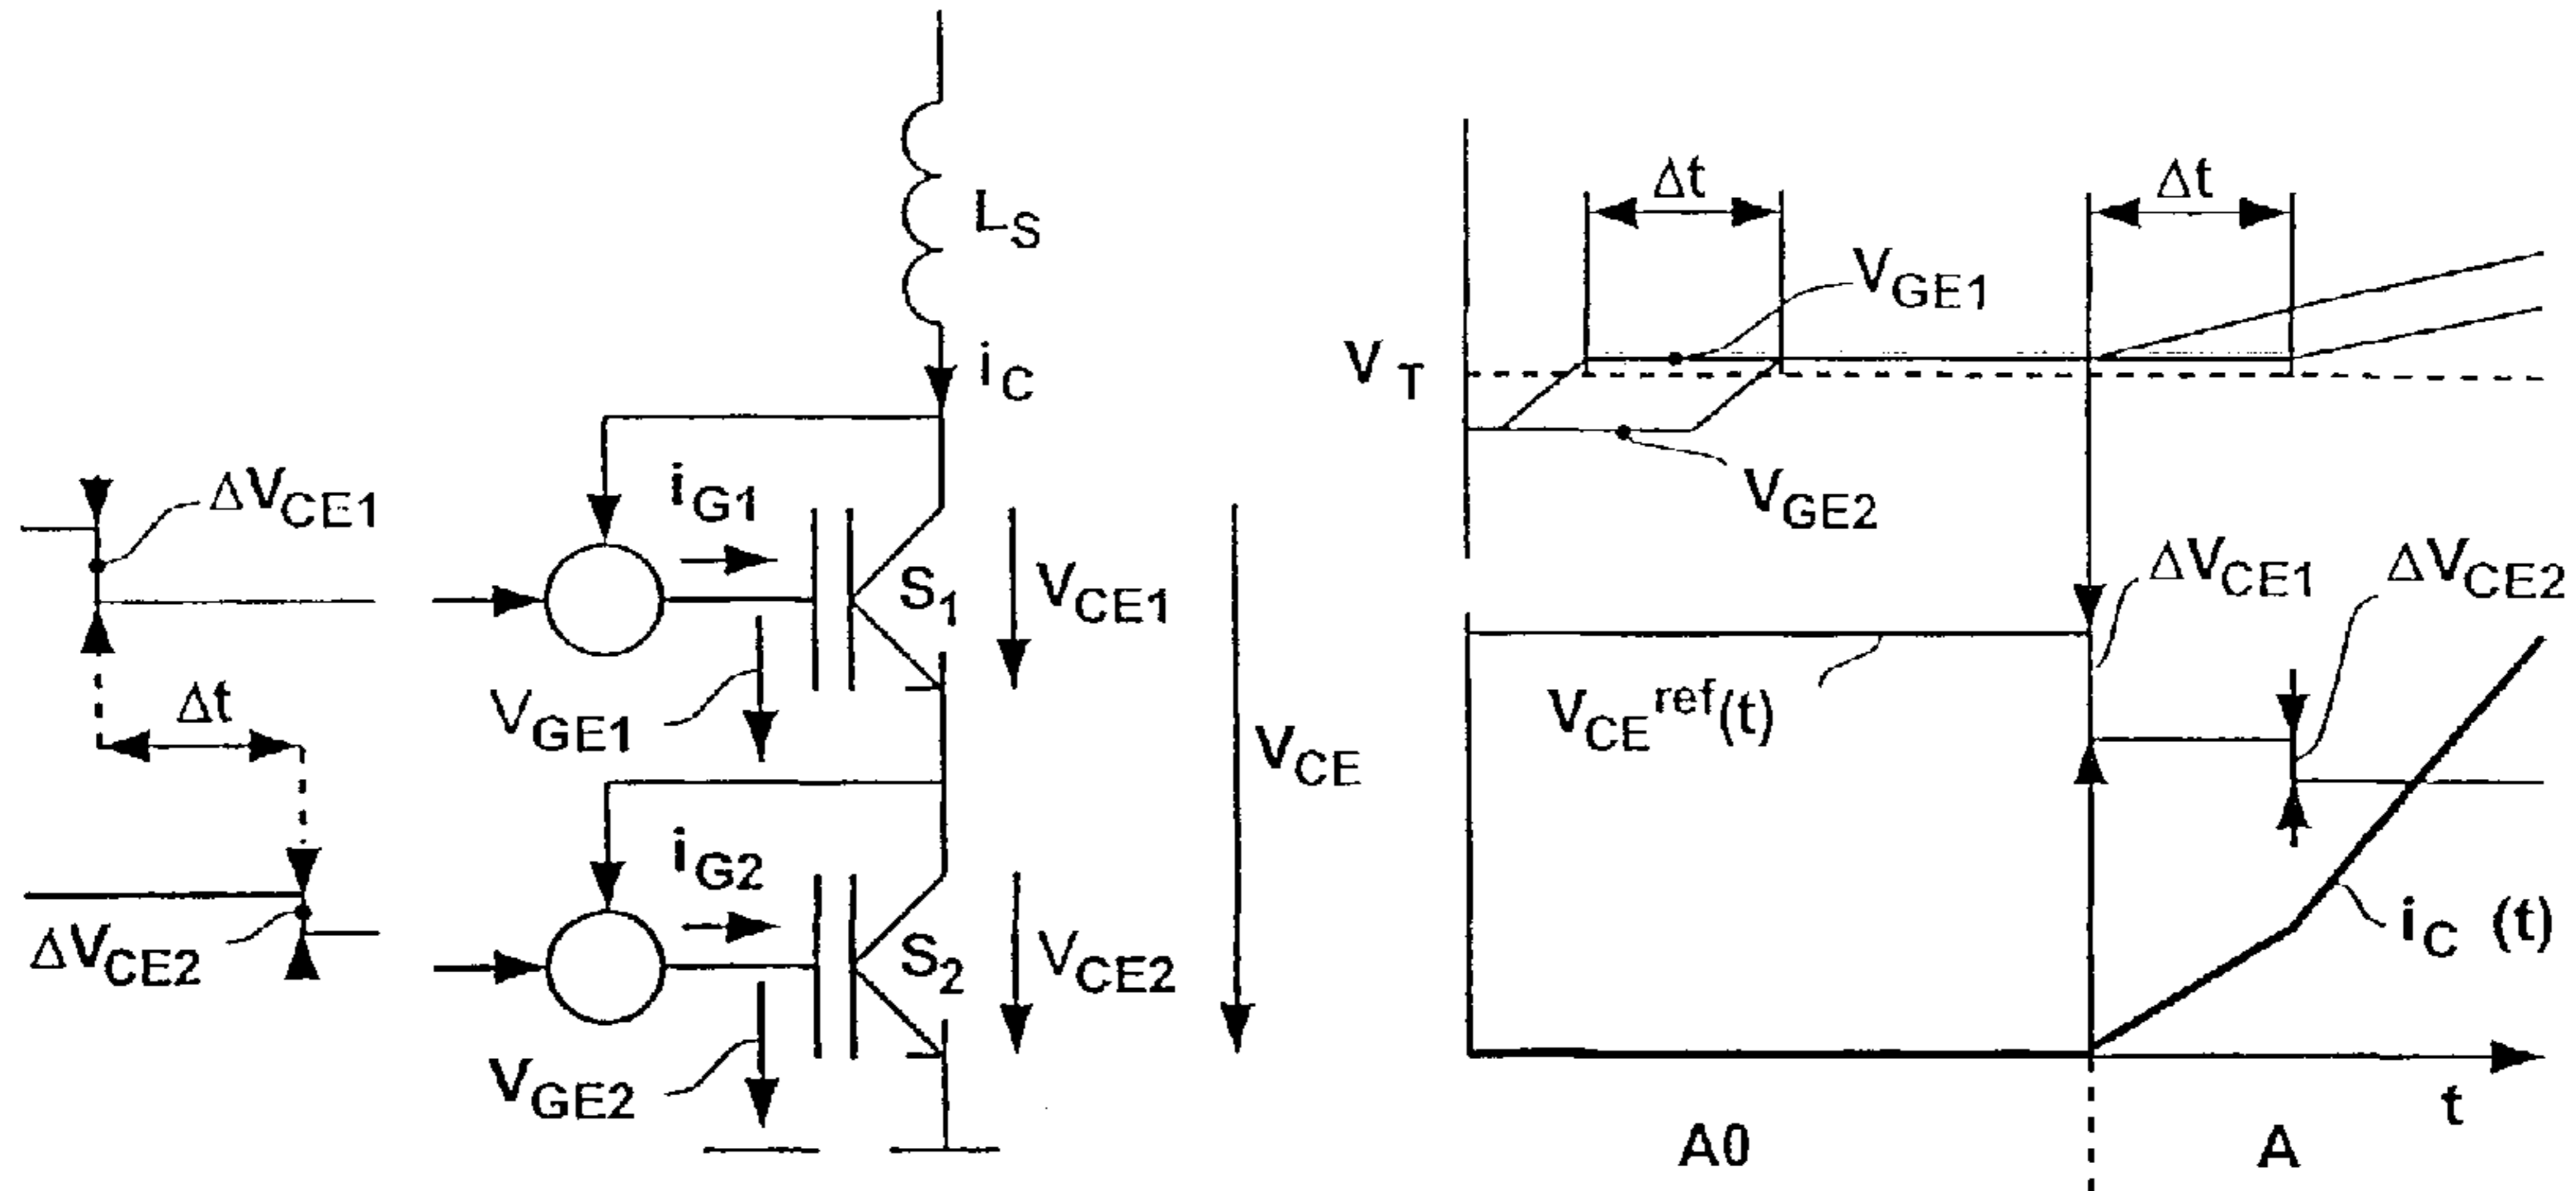 L_S
i_C
ΔV_CE1
i_G1
S_1
V_CE1
V_GE1
Δt
V_CE
i_G2
S_2
V_CE2
ΔV_CE2
V_GE2
Δt
Δt
V_GE1
V_T
V_GE2
ΔV_CE1
ΔV_CE2
V_CE^ref(t)
i_C (t)
t
A0
A